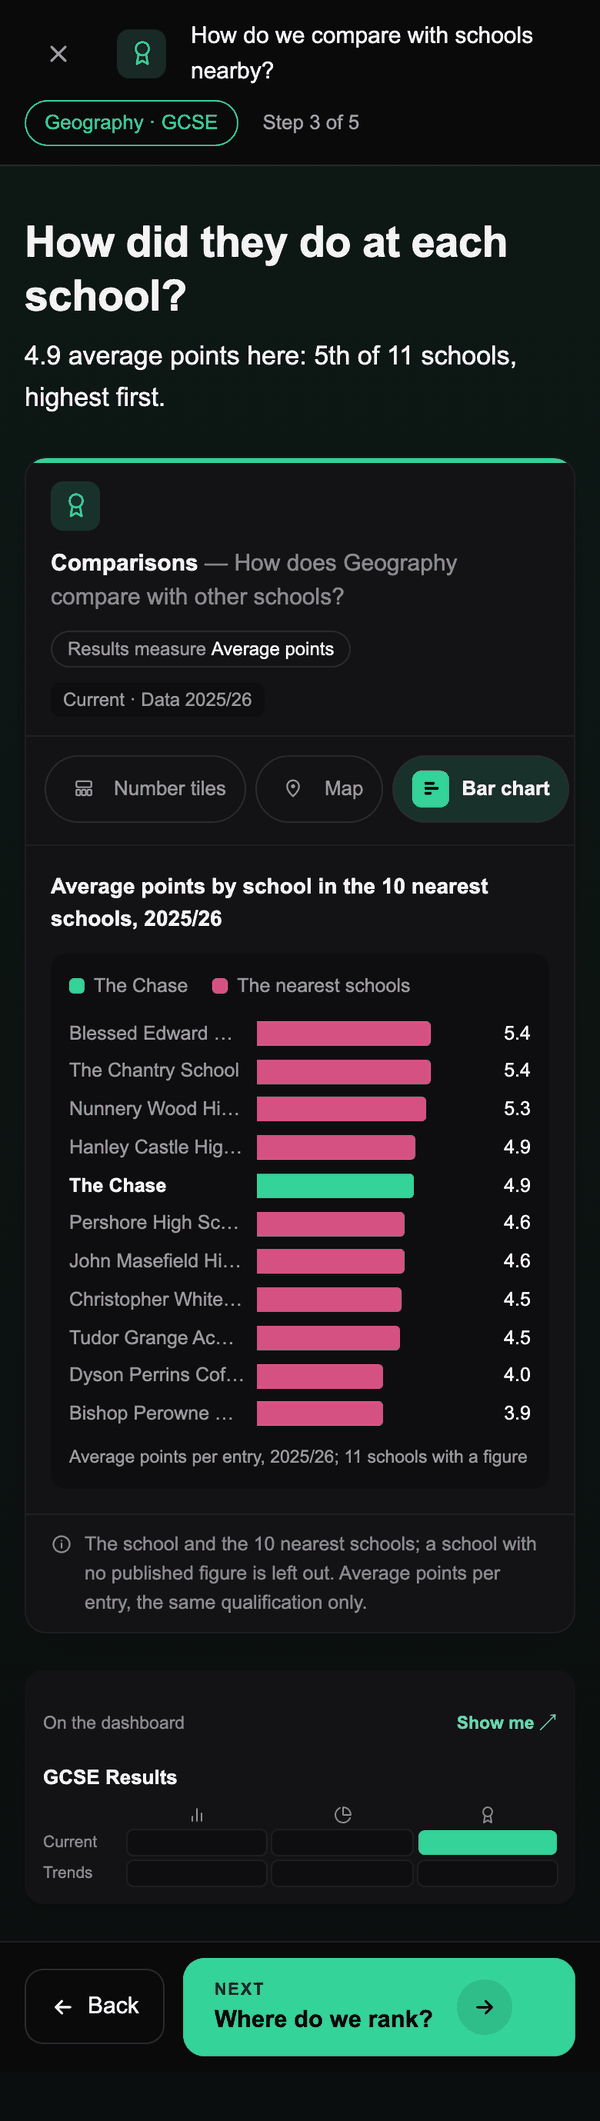 How do we compare with schools
nearby?
Geography · GCSE
Step 3 of 5
How did they do at each
school?
4.9 average points here: 5th of 11 schools,
highest first.
Comparisons — How does Geography
compare with other schools?
Results measure Average points
Current · Data 2025/26
Number tiles
Map
Bar chart
Average points by school in the 10 nearest
schools, 2025/26
The Chase
The nearest schools
Blessed Edward … 5.4
The Chantry School 5.4
Nunnery Wood Hi… 5.3
Hanley Castle Hig… 4.9
The Chase 4.9
Pershore High Sc… 4.6
John Masefield Hi… 4.6
Christopher White… 4.5
Tudor Grange Ac… 4.5
Dyson Perrins Cof… 4.0
Bishop Perowne … 3.9
Average points per entry, 2025/26; 11 schools with a figure
The school and the 10 nearest schools; a school with
no published figure is left out. Average points per
entry, the same qualification only.
On the dashboard
Show me
GCSE Results
Current
Trends
Back
NEXT
Where do we rank?